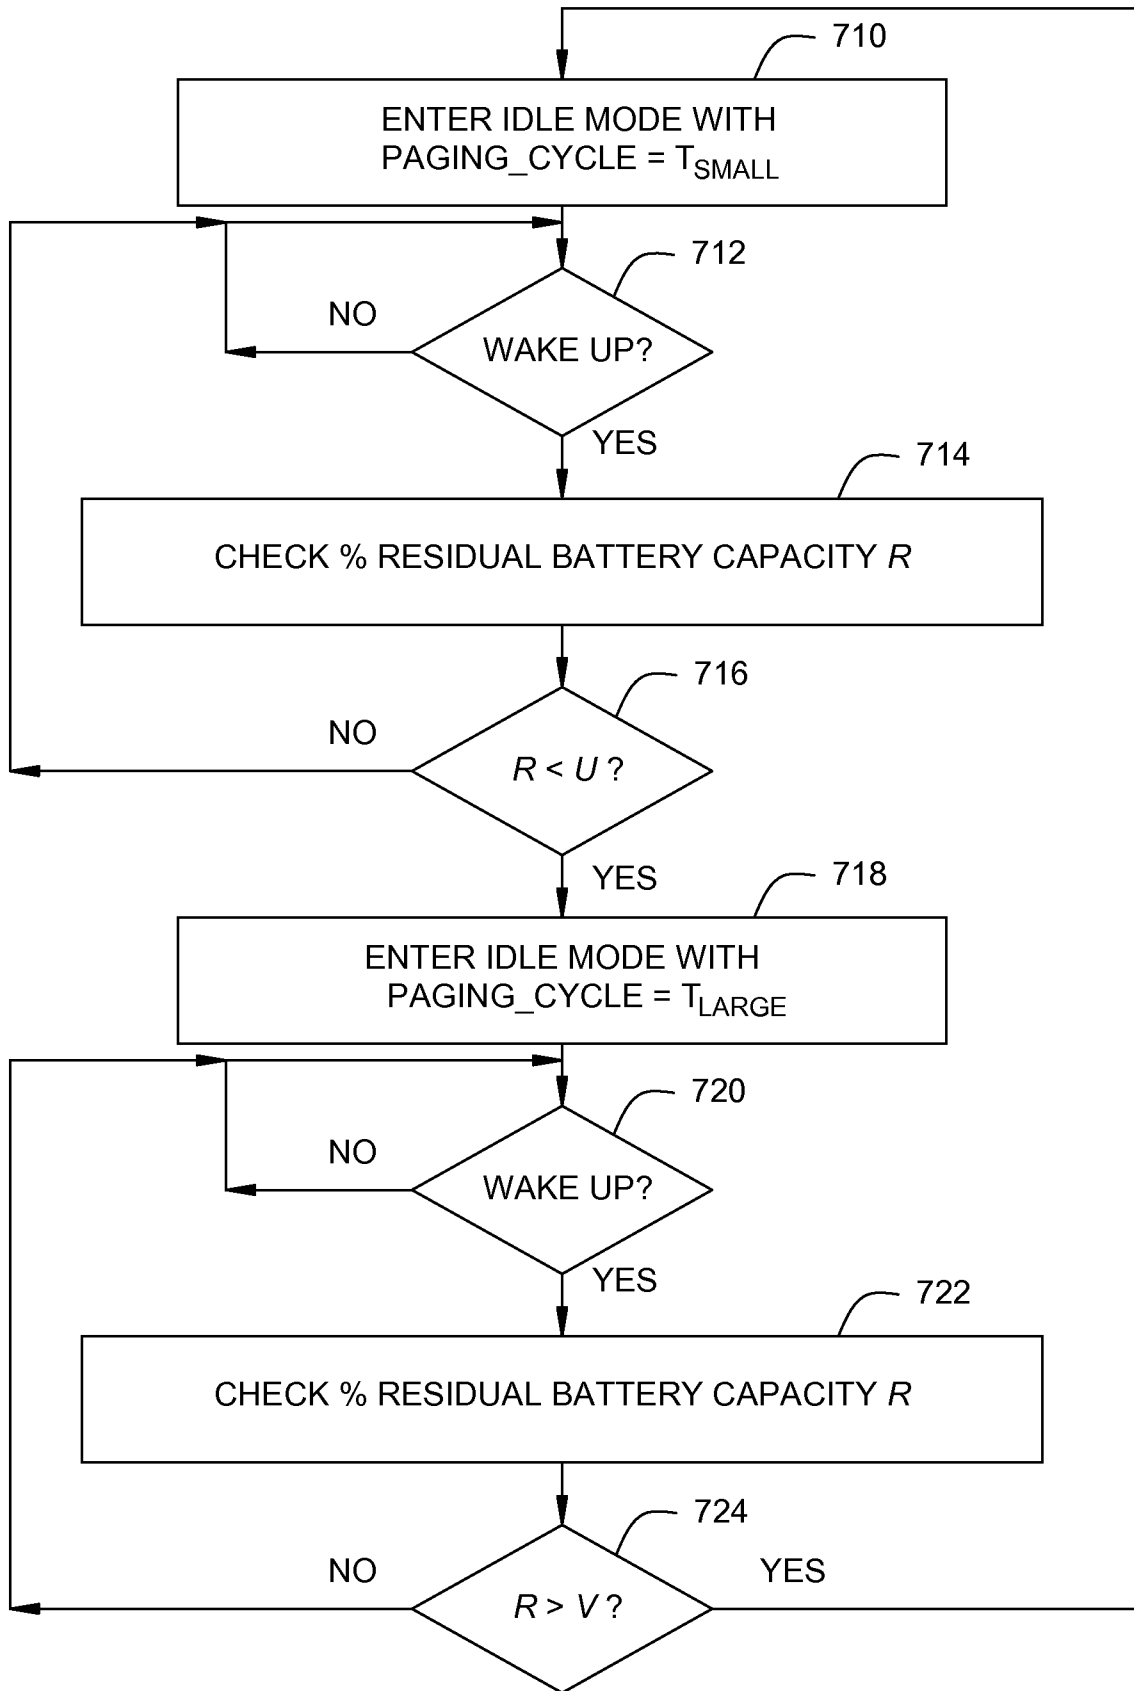 710
ENTER IDLE MODE WITH
PAGING_CYCLE = T_SMALL
712
NO
WAKE UP?
YES
714
CHECK % RESIDUAL BATTERY CAPACITY R
716
NO
R < U ?
YES
718
ENTER IDLE MODE WITH
PAGING_CYCLE = T_LARGE
720
NO
WAKE UP?
YES
722
CHECK % RESIDUAL BATTERY CAPACITY R
724
NO
YES
R > V ?